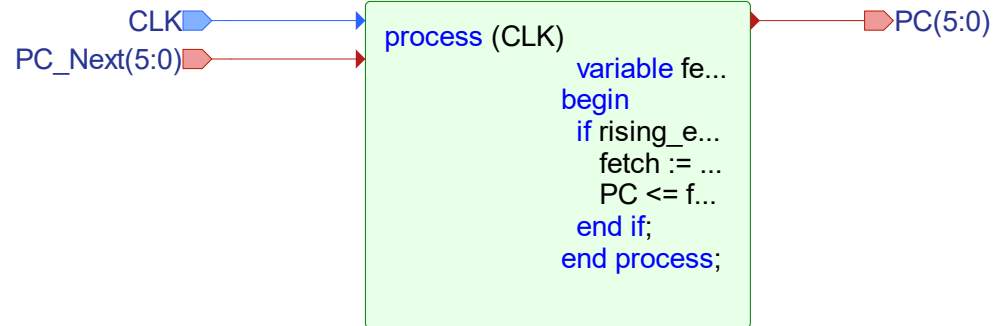 CLK
PC_Next(5:0)
process (CLK)
variable fe...
begin
if rising_e...
fetch := ...
PC <= f...
end if;
end process;
PC(5:0)